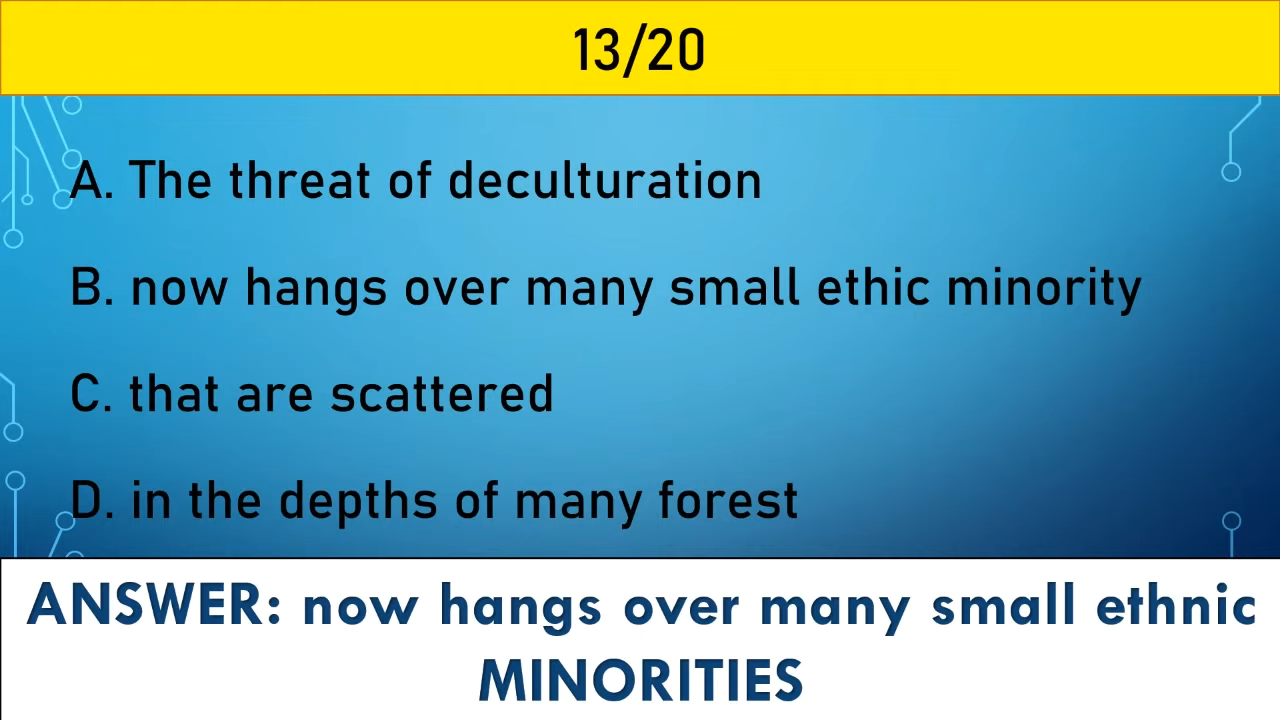 13/20
A. The threat of deculturation
B. now hangs over many small ethic minority
C. that are scattered
D. in the depths of many forest
ANSWER: now hangs over many small ethnic
MINORITIES